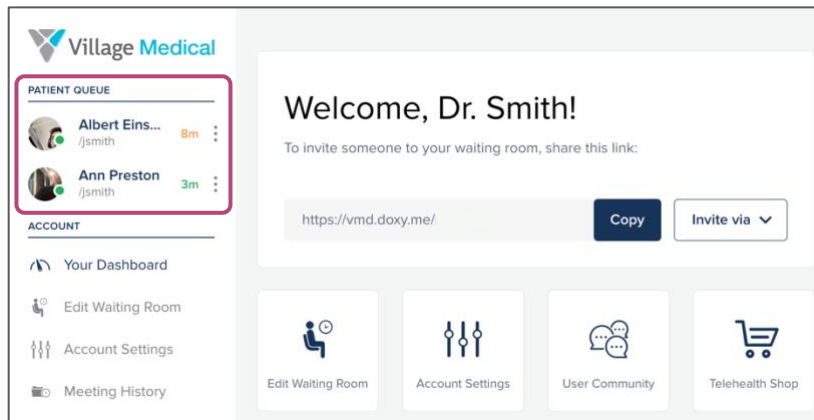 Village Medical
PATIENT QUEUE
Albert Eins...
/jsmith
8m
Ann Preston
/jsmith
3m
ACCOUNT
Your Dashboard
Edit Waiting Room
Account Settings
Meeting History
Welcome, Dr. Smith!
To invite someone to your waiting room, share this link:
https://vmd.doxy.me/
Copy
Invite via
Edit Waiting Room
Account Settings
User Community
Telehealth Shop